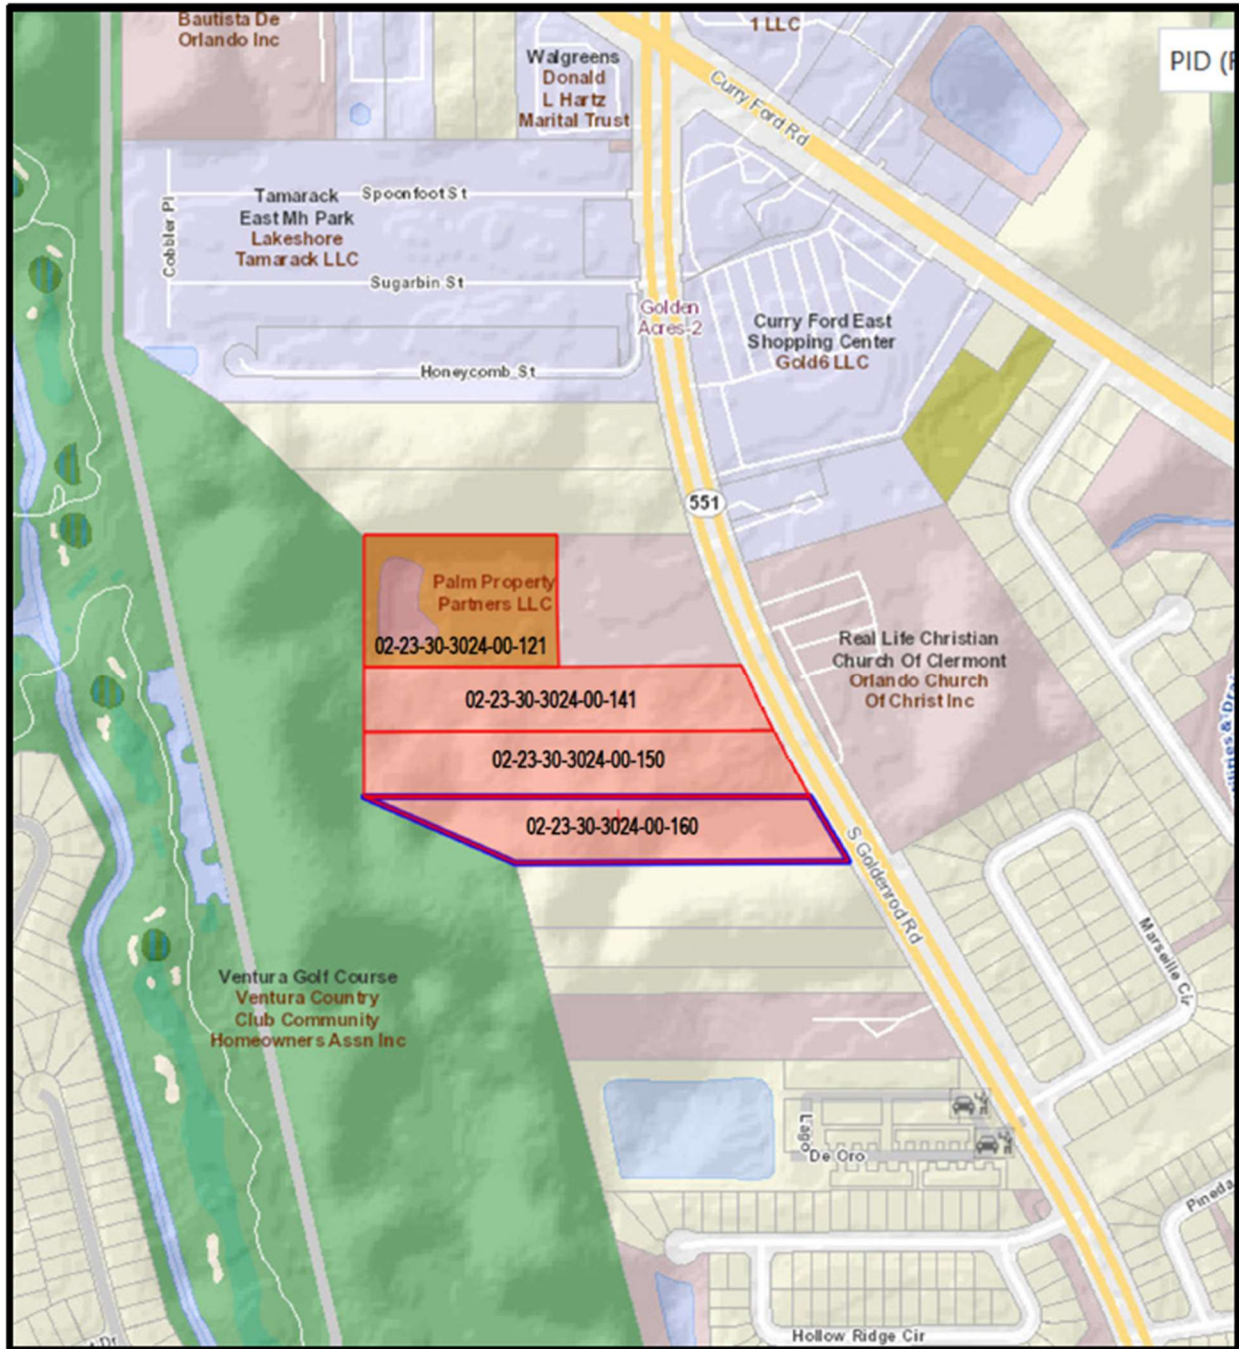 Bautista De
Orlando Inc
1 LLC
PID (
Walgreens
Donald
L Hartz
Marital Trust
Curry Ford Rd
Tamarack
East Mh Park
Lakeshore
Tamarack LLC
Spoonfoot St
Cobbler Pl
Sugarbin St
Golden
Acres-2
Curry Ford East
Shopping Center
Gold6 LLC
Honeycomb St
551
Palm Property
Partners LLC
02-23-30-3024-00-121
Real Life Christian
Church Of Clermont
Orlando Church
Of Christ Inc
02-23-30-3024-00-141
02-23-30-3024-00-150
02-23-30-3024-00-160
S Goldenrod Rd
Marseille Cir
Ventura Golf Course
Ventura Country
Club Community
Homeowners Assn Inc
Lago
De Oro
Pineda
Hollow Ridge Cir
Dr